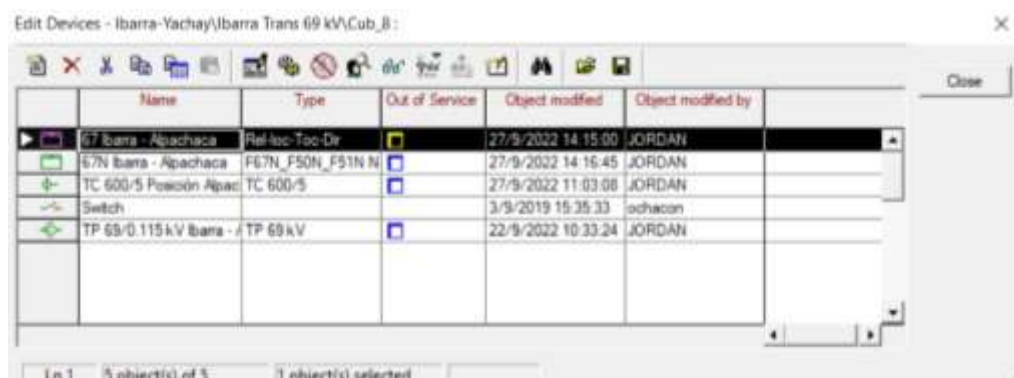 Edit Devices - Ibarra-Yachay\Ibarra Trans 69 kV\Cub_8 :
Close
Name Type Out of Service Object modified Object modified by
67 Ibarra - Alpachaca Rel-Ioc-Toc-Dir 27/9/2022 14:15:00 JORDAN
67N Ibarra - Alpachaca F67N_F50N_F51N N 27/9/2022 14:16:45 JORDAN
TC 600/5 Posición Alpac TC 600/5 27/9/2022 11:03:08 JORDAN
Switch 3/9/2019 15:35:33 ochacon
TP 69/0.115 kV Ibarra - TP 69 kV 22/9/2022 10:33:24 JORDAN
Ln 1 5 object(s) of 5 1 object(s) selected